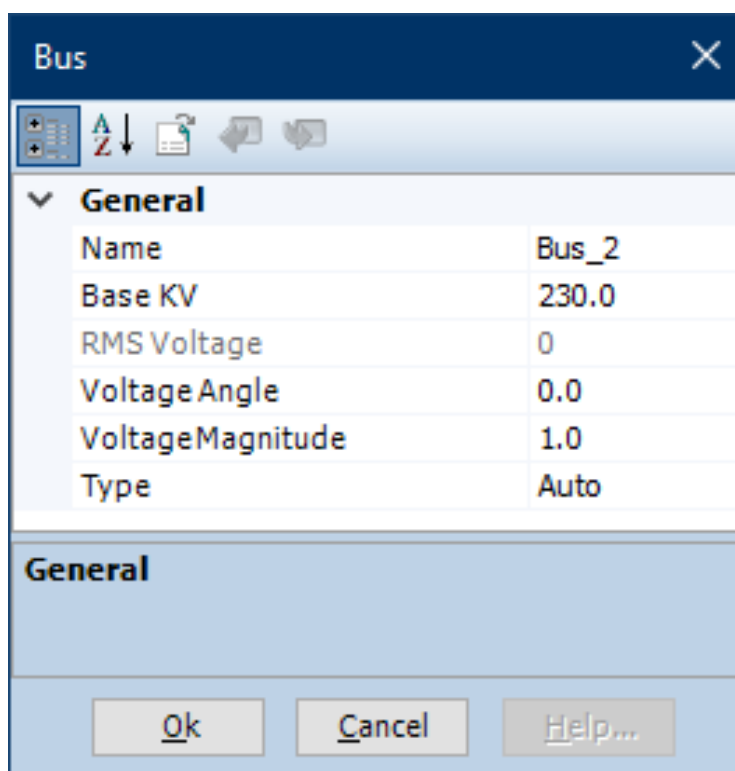 Bus
A
Z
General
Name Bus_2
Base KV 230.0
RMS Voltage 0
Voltage Angle 0.0
VoltageMagnitude 1.0
Type Auto
General
Ok Cancel Help...